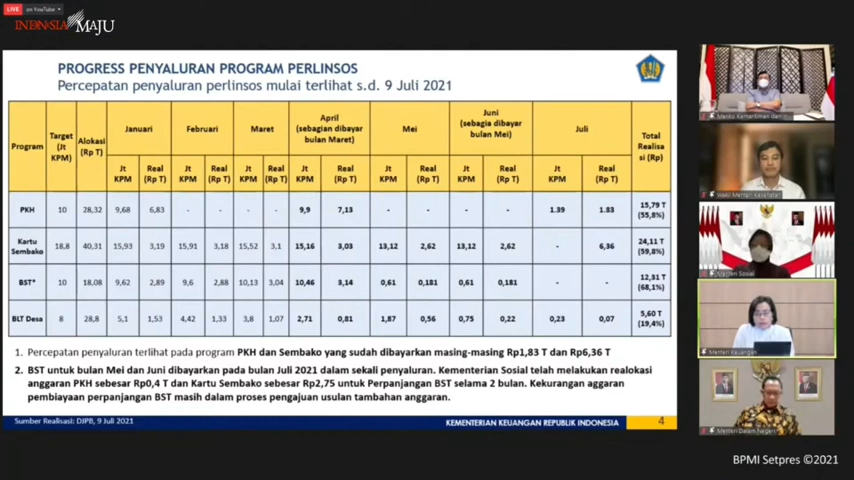 LIVE on YouTube
INDONESIA MAJU
PROGRESS PENYALURAN PROGRAM PERLINSOS
Percepatan penyaluran perlinsos mulai terlihat s.d. 9 Juli 2021
Program Target (Jt KPM) Alokasi (Rp T) Januari Februari Maret April (sebagian dibayar bulan Maret) Mei Juni (sebagia dibayar bulan Mei) Juli Total Realisasi (Rp)
Jt KPM Real (Rp T) Jt KPM Real (Rp T) Jt KPM Real (Rp T) Jt KPM Real (Rp T) Jt KPM Real (Rp T) Jt KPM Real (Rp T) Jt KPM Real (Rp T)
PKH 10 28,32 9,68 6,83 - - - - 9,9 7,13 - - - - 1.39 1.83 15,79 T (55,8%)
Kartu Sembako 18,8 40,31 15,93 3,19 15,91 3,18 15,52 3,1 15,16 3,03 13,12 2,62 13,12 2,62 - 6,36 24,11 T (59,8%)
BST* 10 18,08 9,62 2,89 9,6 2,88 10,13 3,04 10,46 3,14 0,61 0,181 0,61 0,181 - - 12,31 T (68,1%)
BLT Desa 8 28,8 5,1 1,53 4,42 1,33 3.8 1,07 2,71 0,81 1,87 0,56 0,75 0,22 0,23 0,07 5,60 T (19,4%)
1. Percepatan penyaluran terlihat pada program PKH dan Sembako yang sudah dibayarkan masing-masing Rp1,83 T dan Rp6,36 T
2. BST untuk bulan Mei dan Juni dibayarkan pada bulan Juli 2021 dalam sekali penyaluran. Kementerian Sosial telah melakukan realokasi
anggaran PKH sebesar Rp0,4 T dan Kartu Sembako sebesar Rp2,75 untuk Perpanjangan BST selama 2 bulan. Kekurangan aggaran
pembiayaan perpanjangan BST masih dalam proses pengajuan usulan tambahan anggaran.
Sumber Realisasi: DJPB, 9 Juli 2021
KEMENTERIAN KEUANGAN REPUBLIK INDONESIA 4
Menko Kemaritiman dan
Wakil Menteri Kesehatan
Menteri Sosial
Menteri Keuangan
Menteri Dalam Negeri
BPMI Setpres ©2021